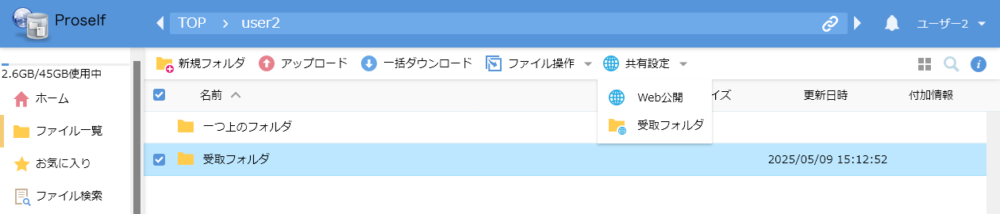 Proself
TOP > user2
ユーザー2
2.6GB/45GB使用中
ホーム
ファイル一覧
お気に入り
ファイル検索
新規フォルダ アップロード 一括ダウンロード ファイル操作 共有設定
名前 イズ 更新日時 付加情報
Web公開
受取フォルダ
一つ上のフォルダ
受取フォルダ 2025/05/09 15:12:52